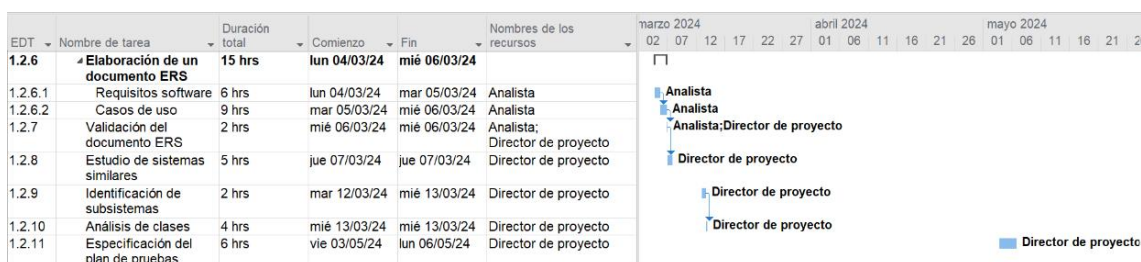 Duración Nombres de los marzo 2024 abril 2024 mayo 2024
EDT Nombre de tarea total Comienzo Fin recursos 02 07 12 17 22 27 01 06 11 16 21 26 01 06 11 16 21
1.2.6 Elaboración de un 15 hrs lun 04/03/24 mié 06/03/24
documento ERS
1.2.6.1 Requisitos software 6 hrs lun 04/03/24 mar 05/03/24 Analista Analista
1.2.6.2 Casos de uso 9 hrs mar 05/03/24 mié 06/03/24 Analista Analista
1.2.7 Validación del 2 hrs mié 06/03/24 mié 06/03/24 Analista; Analista;Director de proyecto
documento ERS Director de proyecto
1.2.8 Estudio de sistemas 5 hrs jue 07/03/24 jue 07/03/24 Director de proyecto Director de proyecto
similares
1.2.9 Identificación de 2 hrs mar 12/03/24 mié 13/03/24 Director de proyecto Director de proyecto
subsistemas
1.2.10 Análisis de clases 4 hrs mié 13/03/24 mié 13/03/24 Director de proyecto Director de proyecto
1.2.11 Especificación del 6 hrs vie 03/05/24 lun 06/05/24 Director de proyecto Director de proyecto
plan de pruebas